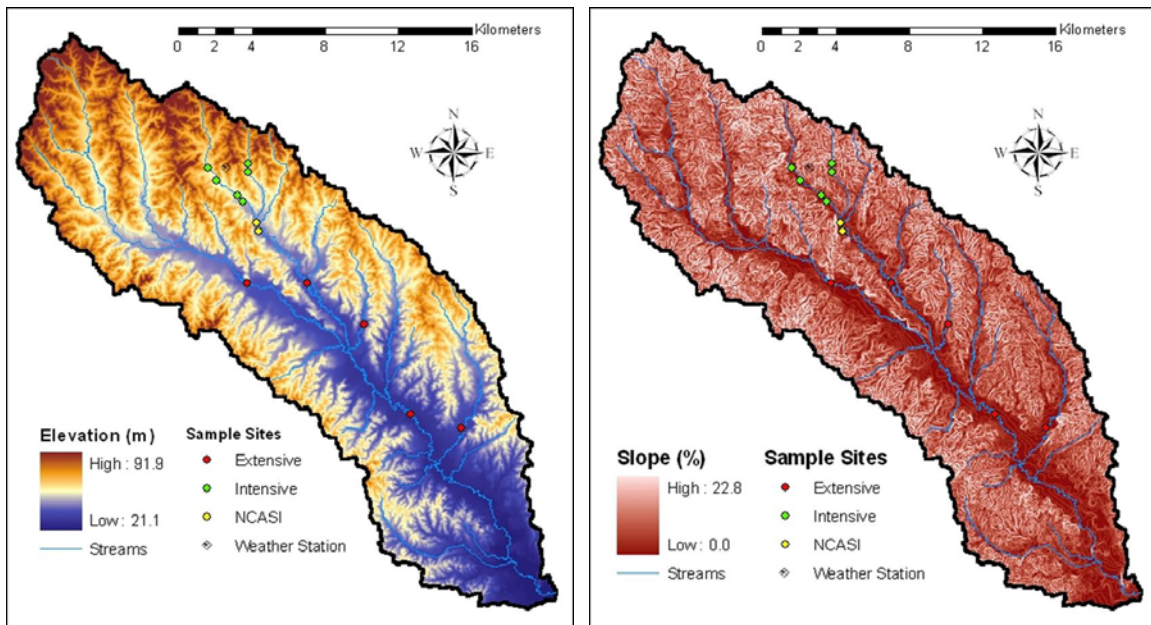 Kilometers
0 2 4 8 12 16
N
W E
S
Elevation (m)
High : 91.9
Low : 21.1
Streams
Sample Sites
Extensive
Intensive
NCASI
Weather Station
Kilometers
0 2 4 8 12 16
N
W E
S
Slope (%)
High : 22.8
Low : 0.0
Streams
Sample Sites
Extensive
Intensive
NCASI
Weather Station